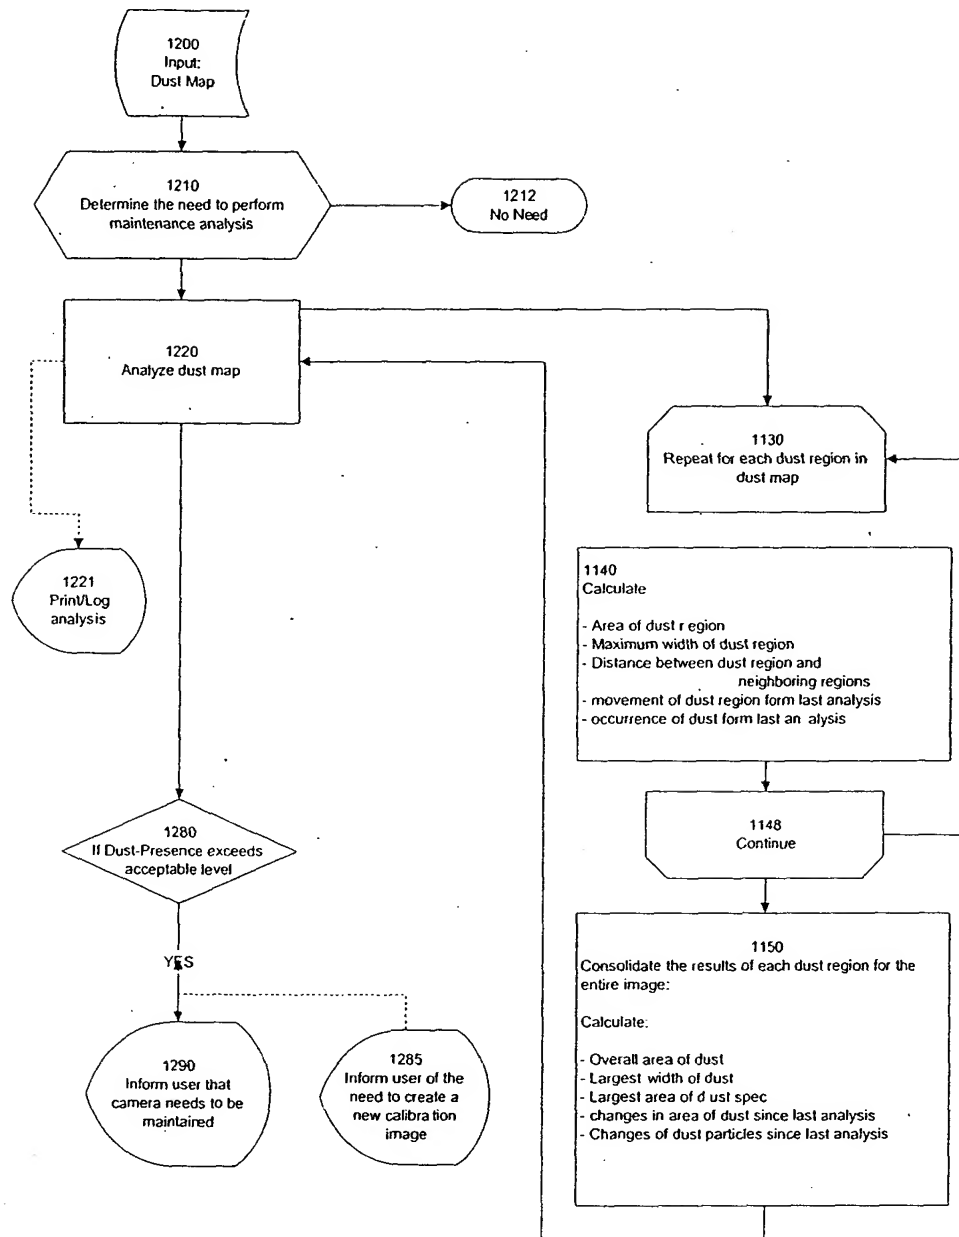 1200
Input:
Dust Map
1210
Determine the need to perform
maintenance analysis
1212
No Need
1220
Analyze dust map
1130
Repeat for each dust region in
dust map
1221
Print/Log
analysis
1140
Calculate
- Area of dust r egion
- Maximum width of dust region
- Distance between dust region and
neighboring regions
- movement of dust region form last analysis
- occurrence of dust form last an alysis
1280
If Dust-Presence exceeds
acceptable level
1148
Continue
YES
1150
Consolidate the results of each dust region for the
entire image:
Calculate:
- Overall area of dust
- Largest width of dust
- Largest area of d ust spec
- changes in area of dust since last analysis
- Changes of dust particles since last analysis
1290
Inform user that
camera needs to be
maintained
1285
Inform user of the
need to create a
new calibration
image